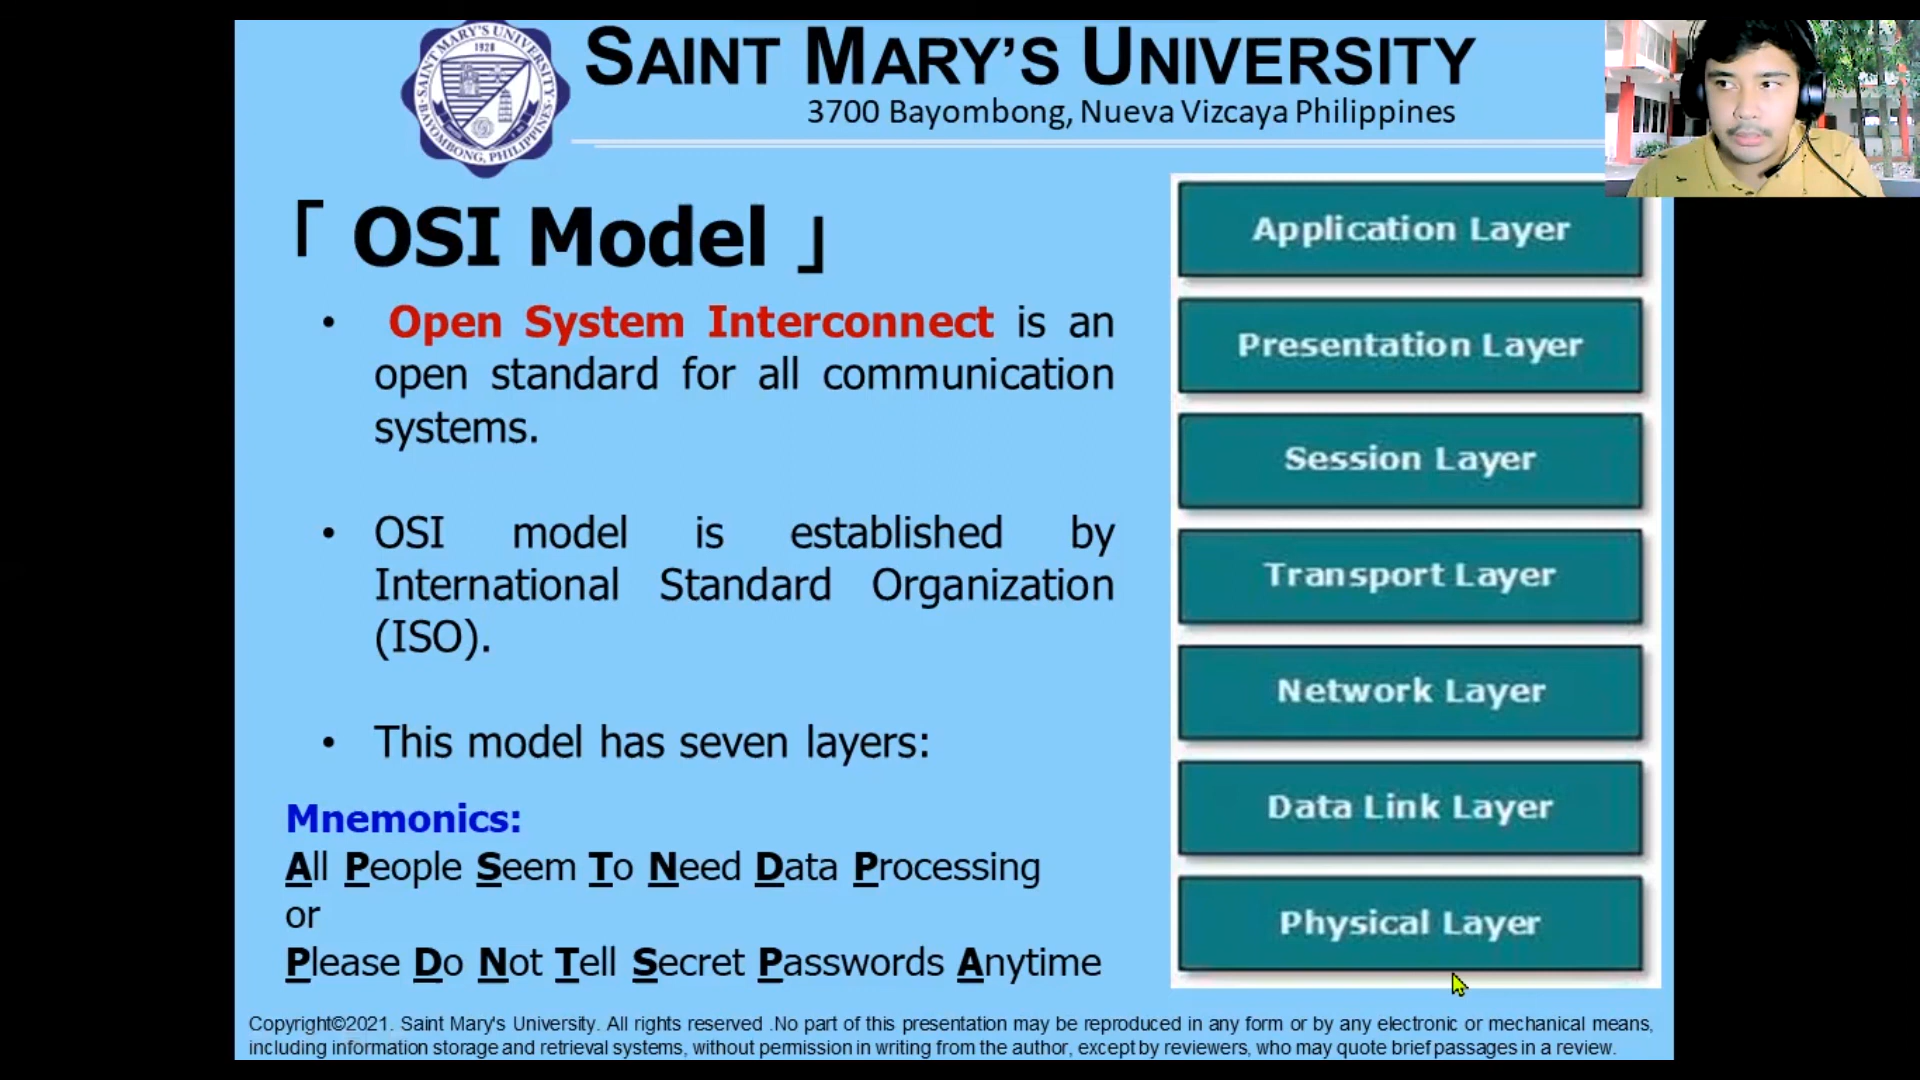 SAINT MARY'S UNIVERSITY
3700 Bayombong, Nueva Vizcaya Philippines
SAINT MARY'S UNIVERSITY
1928
BAYOMBONG, PHILIPPINES
「 OSI Model 」
• Open System Interconnect is an
open standard for all communication
systems.
• OSI model is established by
International Standard Organization
(ISO).
• This model has seven layers:
Mnemonics:
All People Seem To Need Data Processing
or
Please Do Not Tell Secret Passwords Anytime
Application Layer
Presentation Layer
Session Layer
Transport Layer
Network Layer
Data Link Layer
Physical Layer
Copyright©2021. Saint Mary's University. All rights reserved .No part of this presentation may be reproduced in any form or by any electronic or mechanical means,
including information storage and retrieval systems, without permission in writing from the author, except by reviewers, who may quote brief passages in a review.